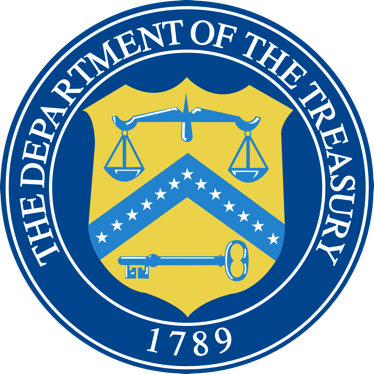 THE DEPARTMENT OF THE TREASURY
1789